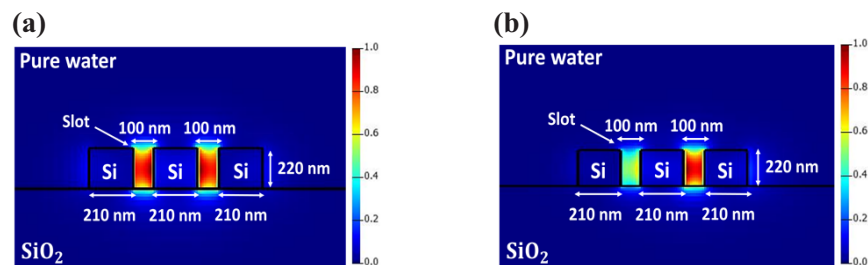 (a)
Pure water
Slot
100 nm
100 nm
Si
Si
Si
220 nm
210 nm
210 nm
210 nm
SiO₂
1.0
0.8
0.6
0.4
0.2
0.0
(b)
Pure water
Slot
100 nm
100 nm
Si
Si
Si
220 nm
210 nm
210 nm
210 nm
SiO₂
1.0
0.8
0.6
0.4
0.2
0.0